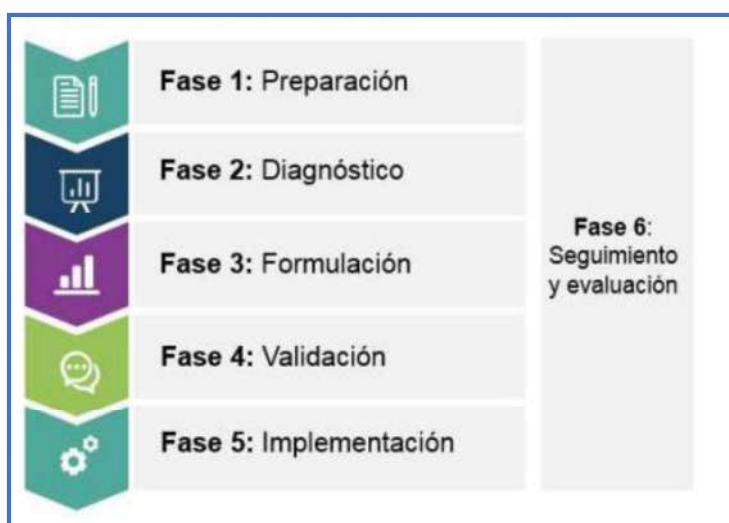 Fase 1: Preparación
Fase 2: Diagnóstico
Fase 3: Formulación
Fase 4: Validación
Fase 5: Implementación
Fase 6:
Seguimiento
y evaluación